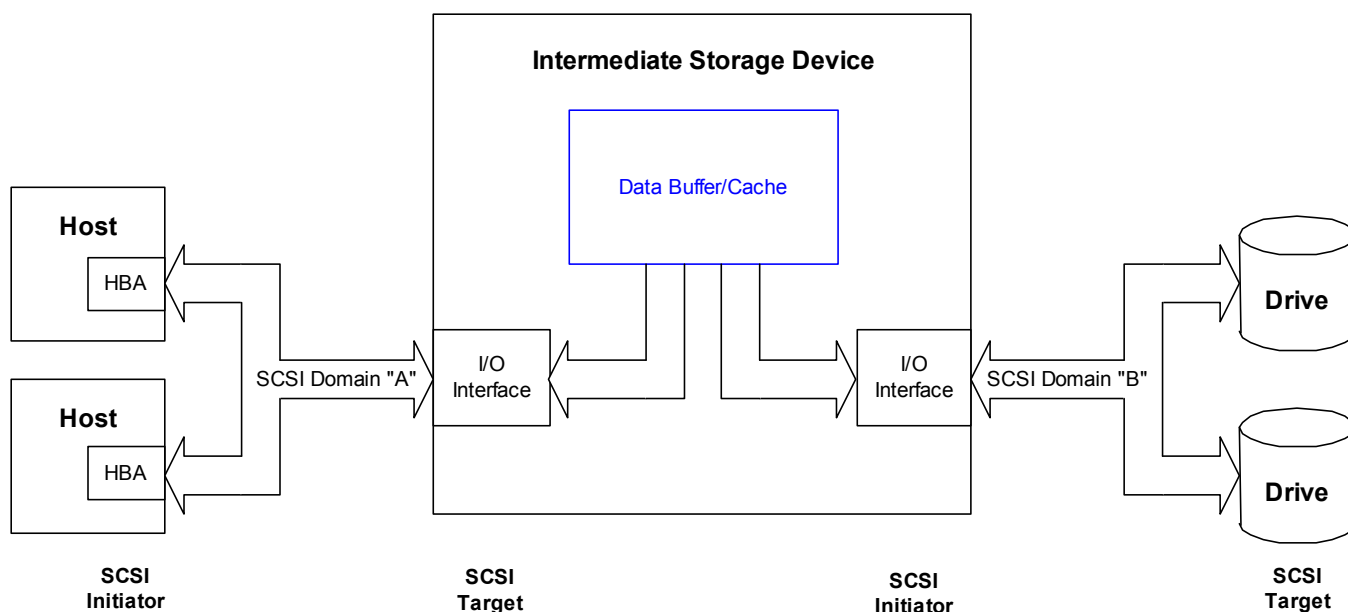 Intermediate Storage Device
Data Buffer/Cache
Host
HBA
Host
HBA
SCSI Domain "A"
I/O
Interface
I/O
Interface
SCSI Domain "B"
Drive
Drive
SCSI
Initiator
SCSI
Target
SCSI
Initiator
SCSI
Target